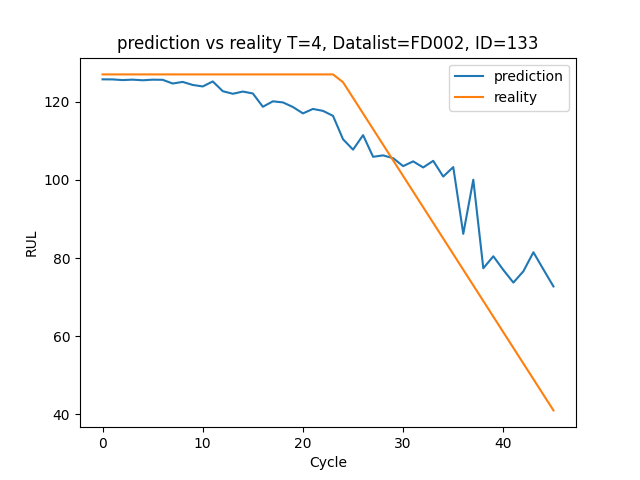 prediction vs reality T=4, Datalist=FD002, ID=133
prediction
reality
120
100
80
60
40
RUL
0 10 20 30 40
Cycle